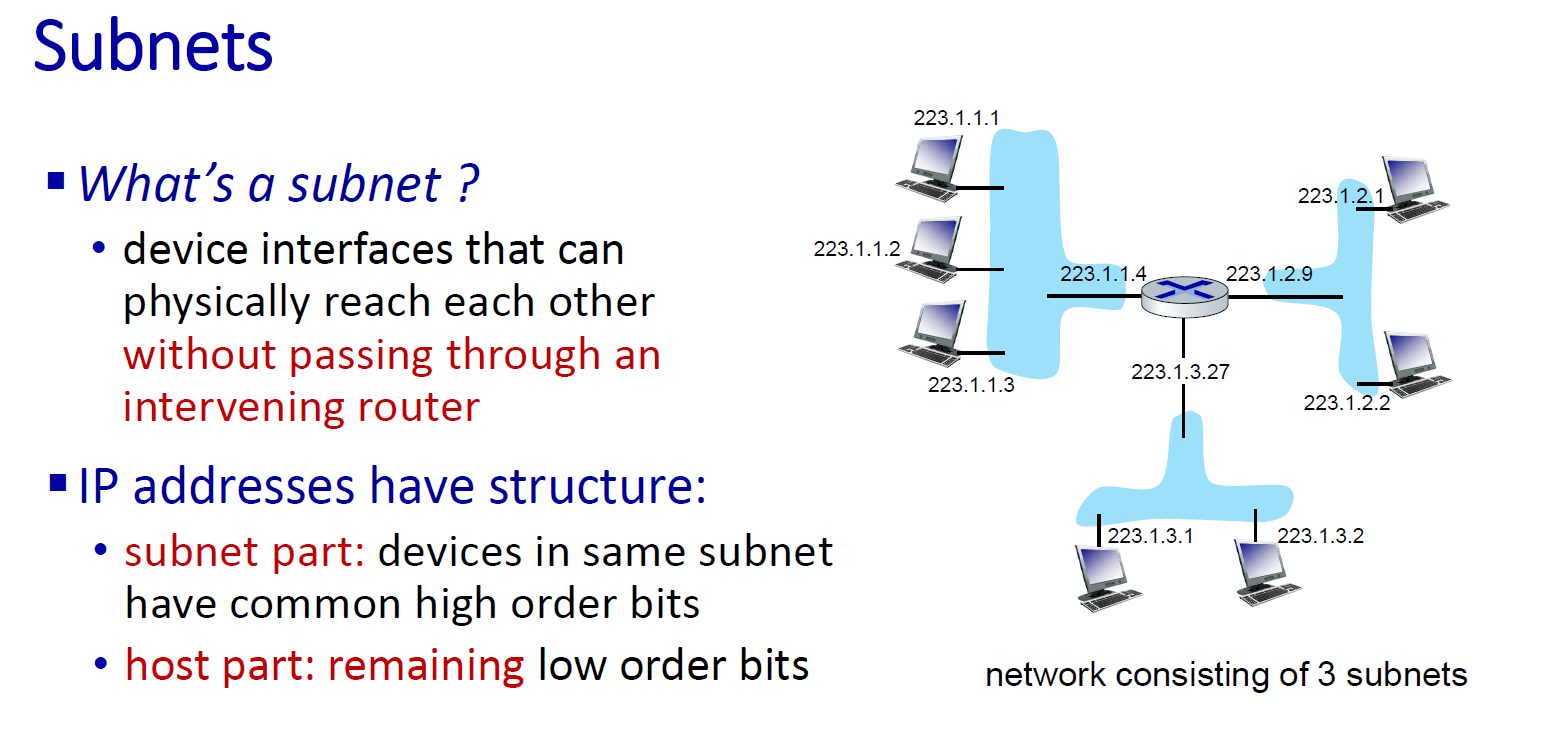 Subnets
▪ What’s a subnet ?
• device interfaces that can
physically reach each other
without passing through an
intervening router
▪ IP addresses have structure:
• subnet part: devices in same subnet
have common high order bits
• host part: remaining low order bits
223.1.1.1
223.1.1.2
223.1.1.3
223.1.1.4
223.1.2.9
223.1.2.1
223.1.2.2
223.1.3.27
223.1.3.1
223.1.3.2
network consisting of 3 subnets